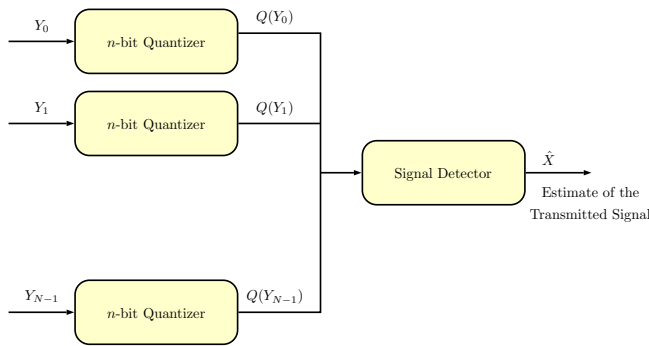 Y_0
n-bit Quantizer
Q(Y_0)
Y_1
n-bit Quantizer
Q(Y_1)
Signal Detector
X̂
Estimate of the
Transmitted Signal
Y_{N−1}
n-bit Quantizer
Q(Y_{N−1})